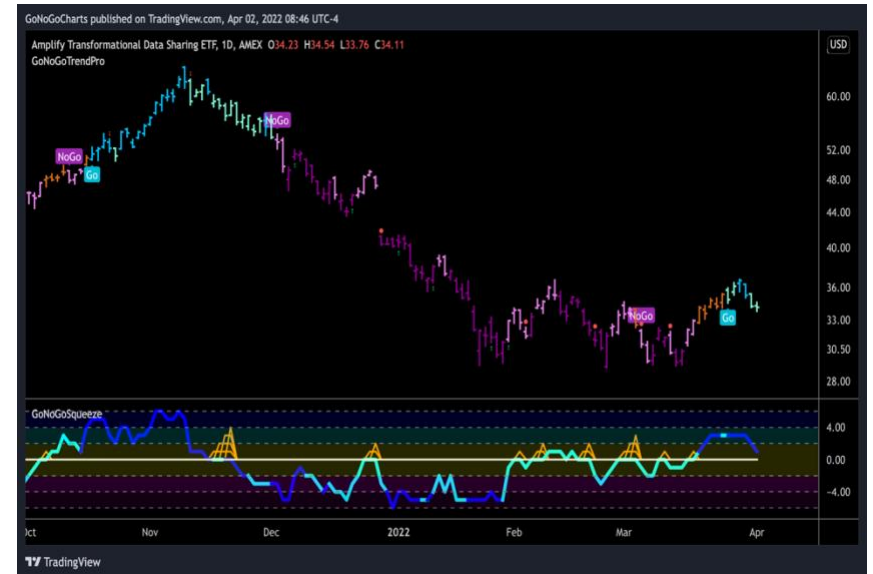 GoNoGoCharts published on TradingView.com, Apr 02, 2022 08:46 UTC-4
Amplify Transformational Data Sharing ETF, 1D, AMEX O34.23 H34.54 L33.76 C34.11
USD
GoNoGoTrendPro
60.00
NoGo
52.00
NoGo
Go
48.00
44.00
40.00
36.00
NoGo
Go
33.00
30.50
28.00
GoNoGoSqueeze
4.00
0.00
−4.00
Oct Nov Dec 2022 Feb Mar Apr
TradingView